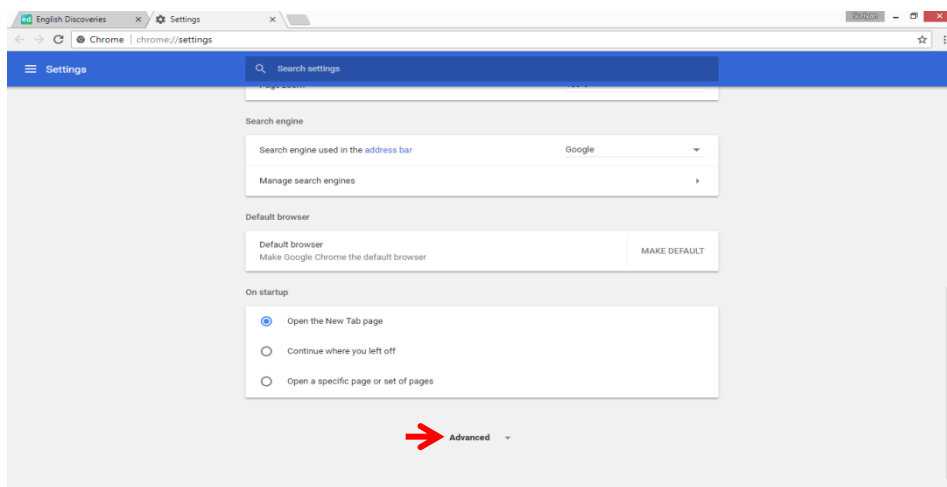 English Discoveries
Settings
Chrome | chrome://settings
Settings
Search settings
Page zoom
Search engine
Search engine used in the address bar
Google
Manage search engines
Default browser
Default browser
Make Google Chrome the default browser
MAKE DEFAULT
On startup
Open the New Tab page
Continue where you left off
Open a specific page or set of pages
Advanced